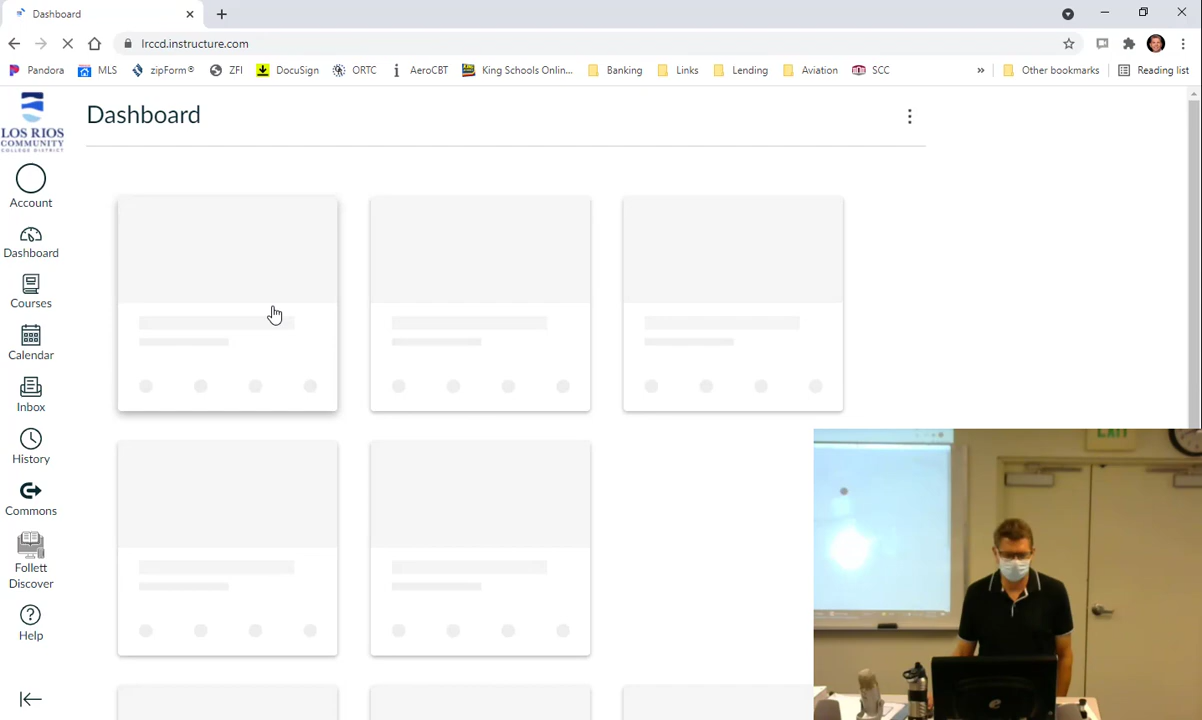 Dashboard
lrccd.instructure.com
Pandora MLS zipForm® ZFI DocuSign ORTC AeroCBT King Schools Onlin... Banking Links Lending Aviation SCC » Other bookmarks Reading list
LOS RIOS
COMMUNITY
COLLEGE DISTRICT
Dashboard
Account
Dashboard
Courses
Calendar
Inbox
History
Commons
Follett
Discover
Help
EXIT